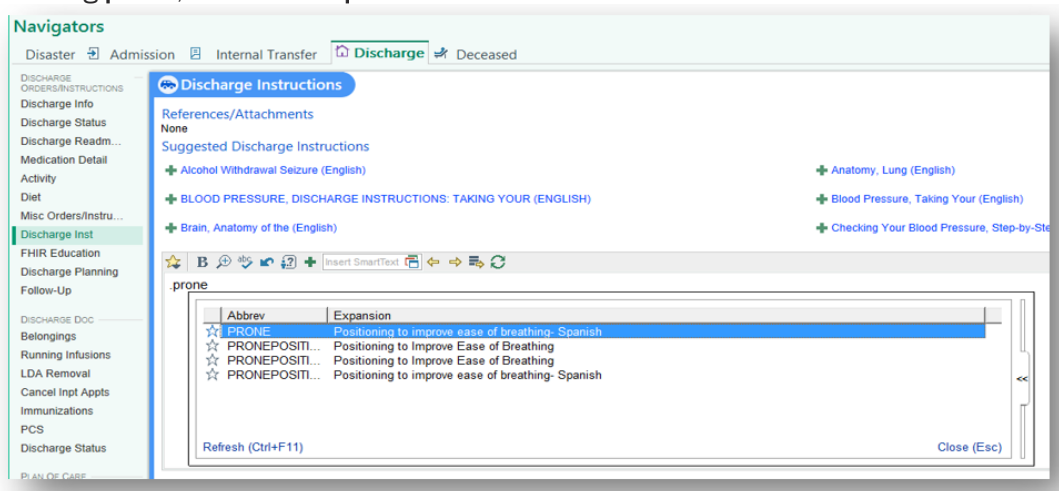 Navigators
Disaster Admission Internal Transfer Discharge Deceased
DISCHARGE
ORDERS/INSTRUCTIONS
Discharge Info
Discharge Status
Discharge Readm...
Medication Detail
Activity
Diet
Misc Orders/Instru...
Discharge Inst
FHIR Education
Discharge Planning
Follow-Up
DISCHARGE DOC
Belongings
Running Infusions
LDA Removal
Cancel Inpt Appts
Immunizations
PCS
Discharge Status
PLAN OF CARE
Discharge Instructions
References/Attachments
None
Suggested Discharge Instructions
Alcohol Withdrawal Seizure (English) Anatomy, Lung (English)
BLOOD PRESSURE, DISCHARGE INSTRUCTIONS: TAKING YOUR (ENGLISH) Blood Pressure, Taking Your (English)
Brain, Anatomy of the (English) Checking Your Blood Pressure, Step-by-Ste
B abc Insert SmartText
.prone
Abbrev Expansion
PRONE Positioning to improve ease of breathing- Spanish
PRONEPOSITI... Positioning to Improve Ease of Breathing
PRONEPOSITI... Positioning to Improve Ease of Breathing
PRONEPOSITI... Positioning to improve ease of breathing- Spanish
<<
Refresh (Ctrl+F11) Close (Esc)